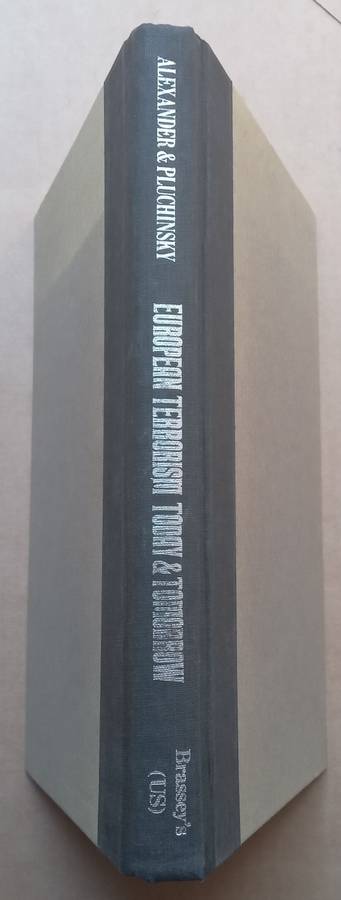 ALEXANDER & PLUCHINSKY
EUROPEAN TERRORISM TODAY & TOMORROW
Brassey's
(US)